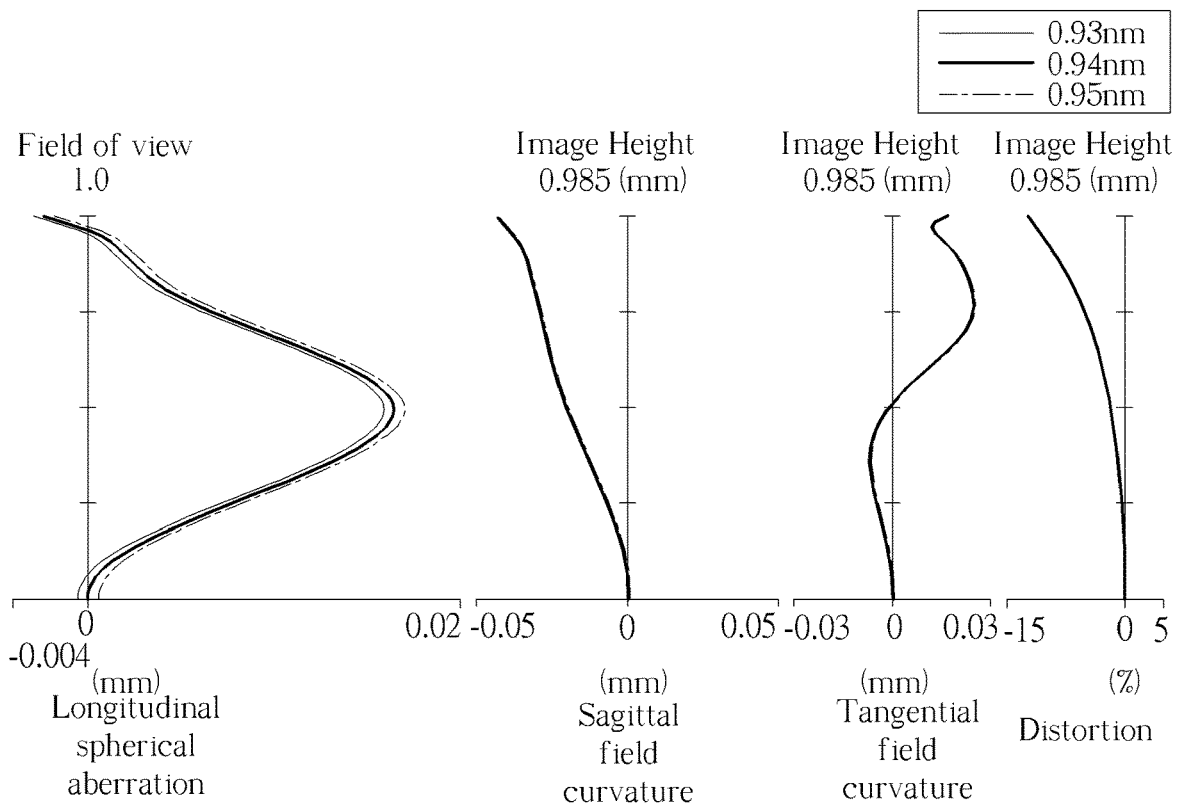 0.93nm
0.94nm
0.95nm
Field of view
1.0
Image Height
0.985 (mm)
Image Height
0.985 (mm)
Image Height
0.985 (mm)
-0.004
0
0.02
(mm)
Longitudinal
spherical
aberration
-0.05
0
0.05
(mm)
Sagittal
field
curvature
-0.03
0
0.03
(mm)
Tangential
field
curvature
-15
0
5
(%)
Distortion